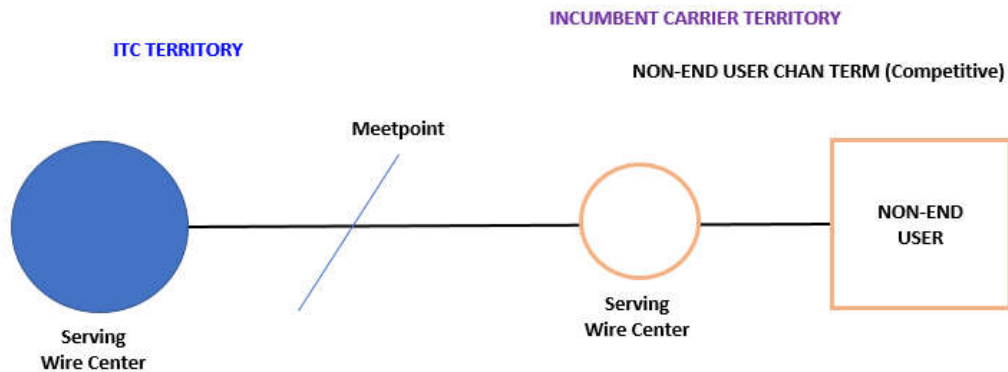 INCUMBENT CARRIER TERRITORY
ITC TERRITORY
NON-END USER CHAN TERM (Competitive)
Meetpoint
NON-END
USER
Serving
Wire Center
Serving
Wire Center